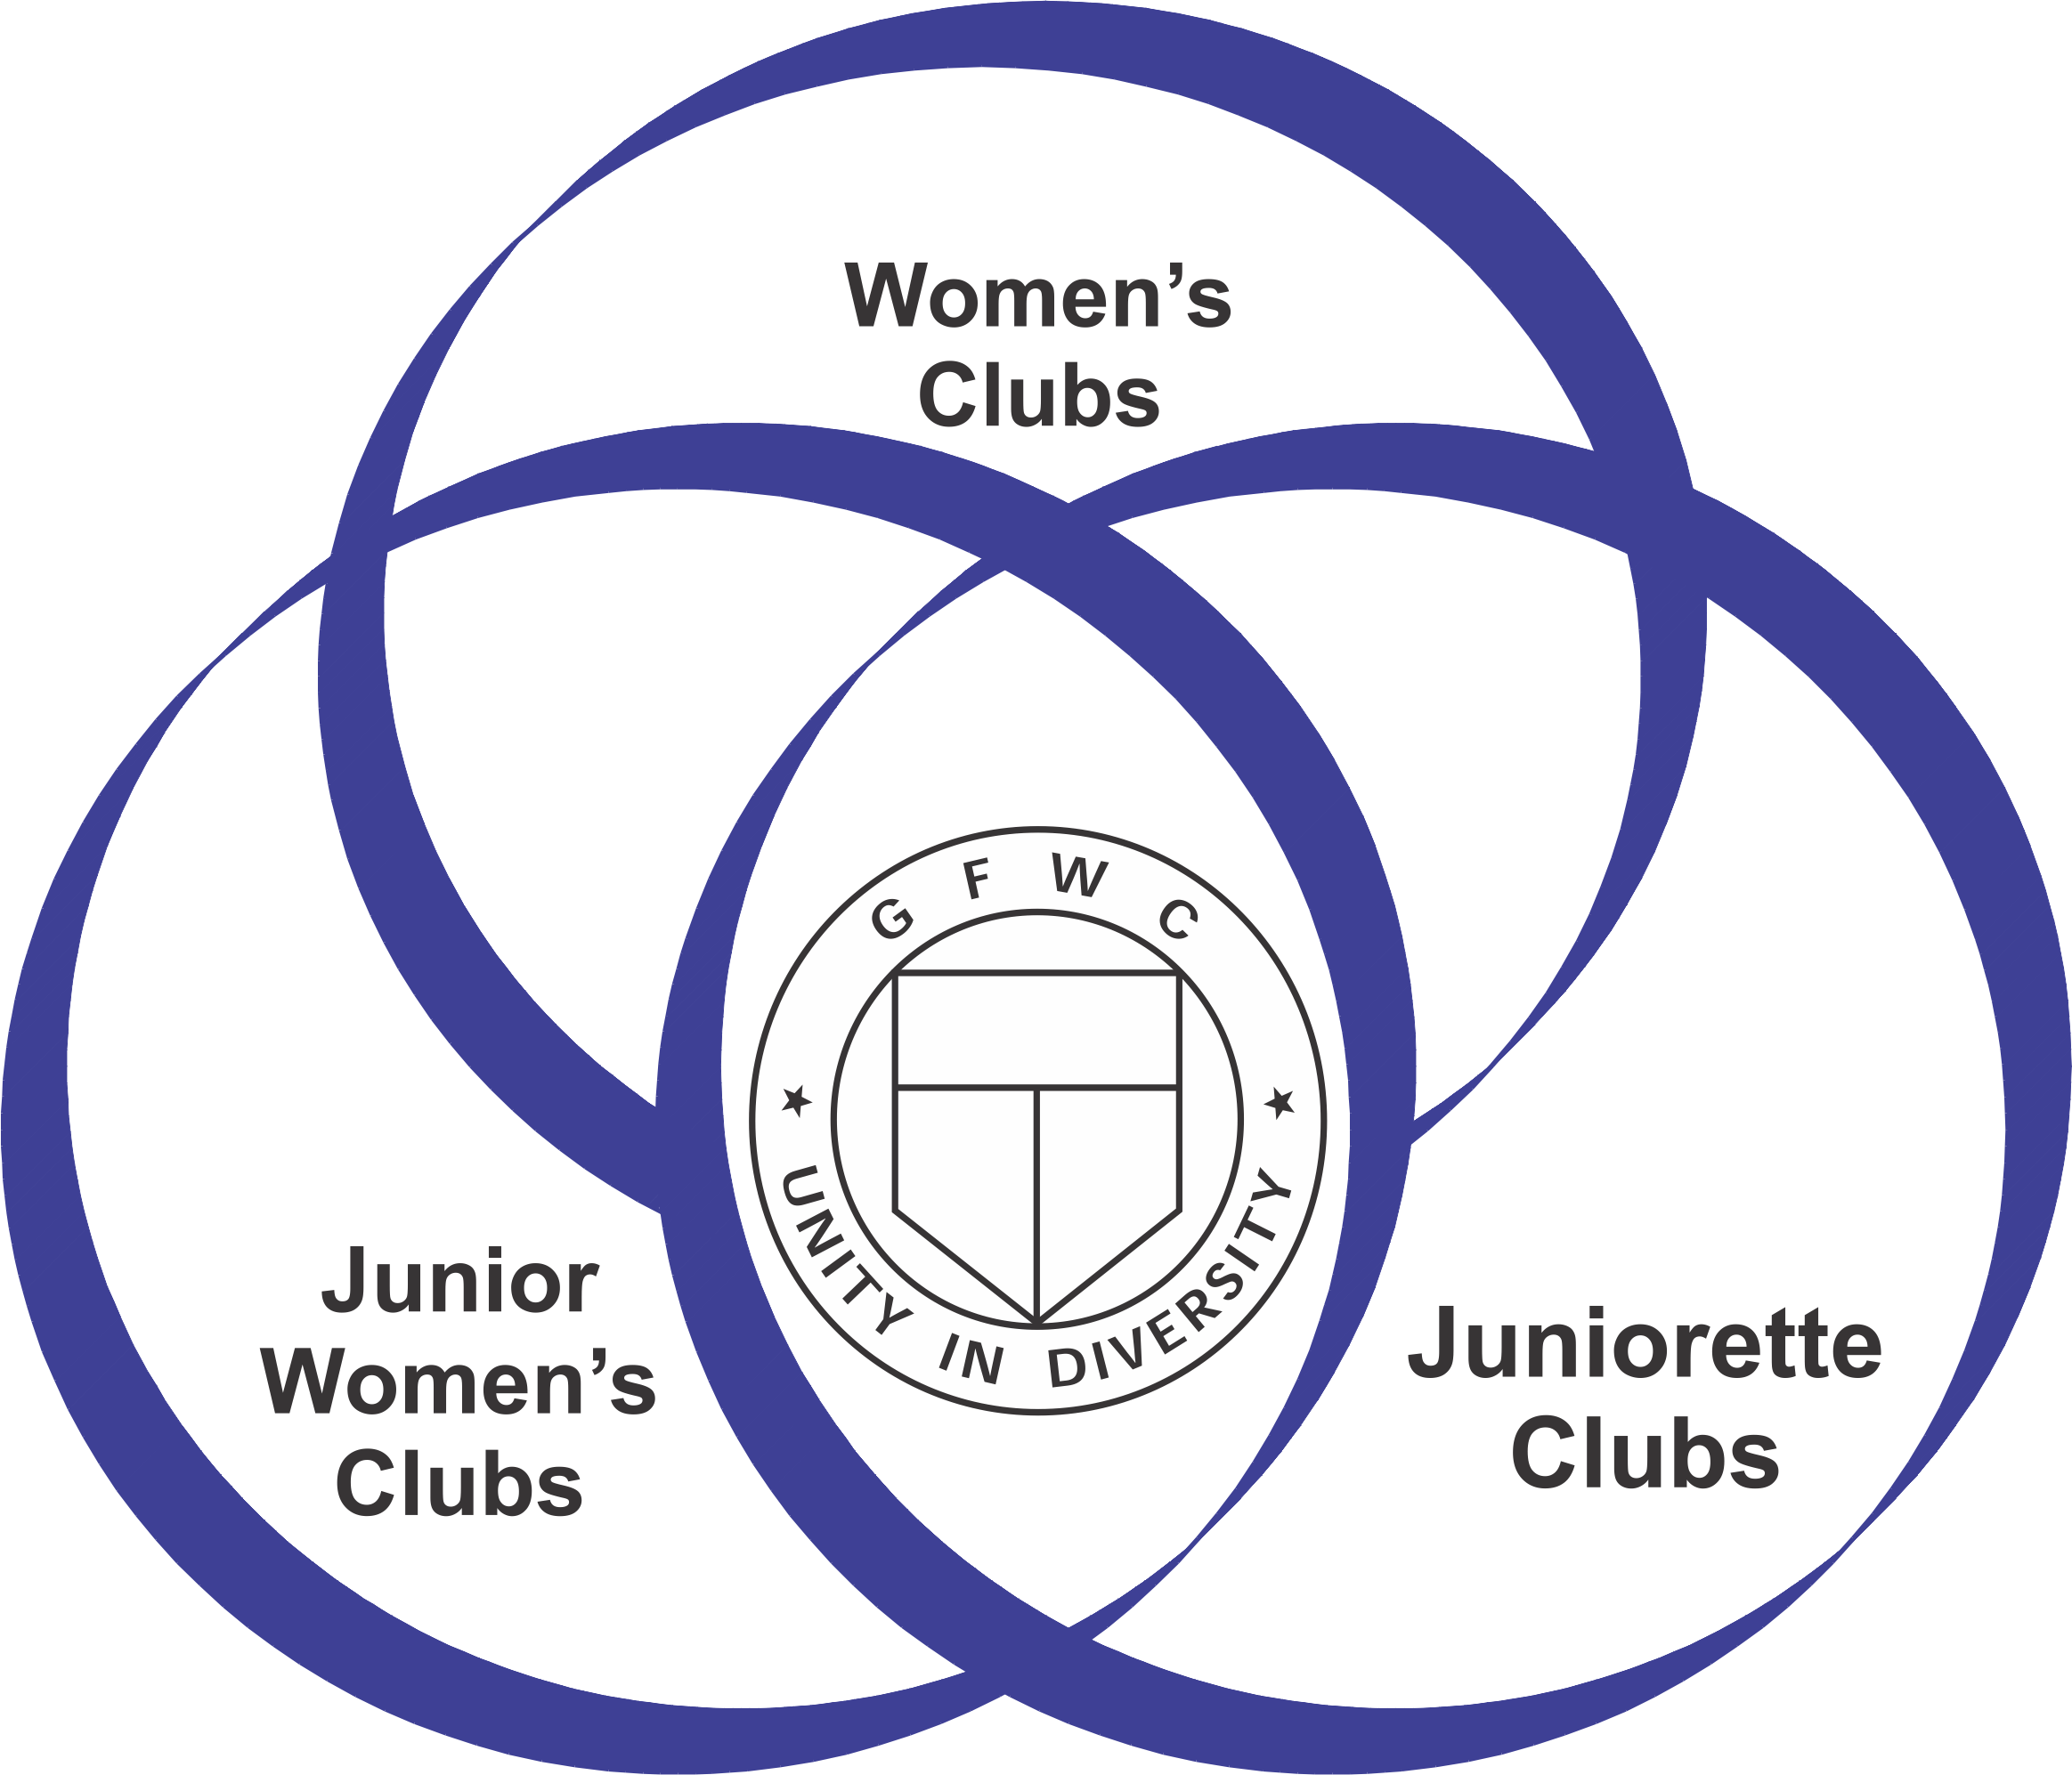 Women’s
Clubs
G F W C
UNITY IN DIVERSITY
Junior
Women’s
Clubs
Juniorette
Clubs